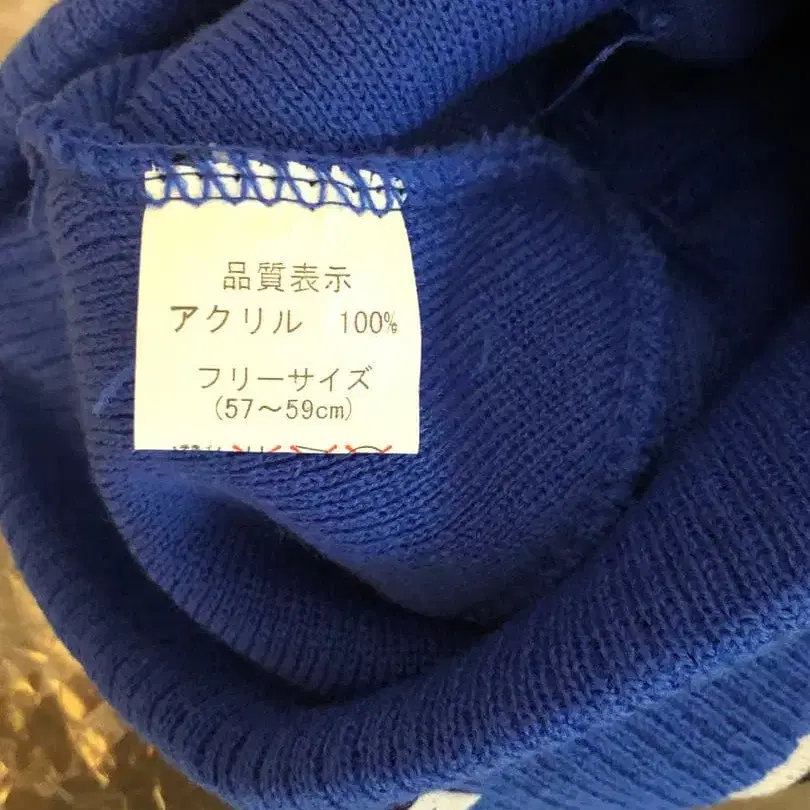 品質表示
アクリル 100%
フリーサイズ
(57〜59cm)